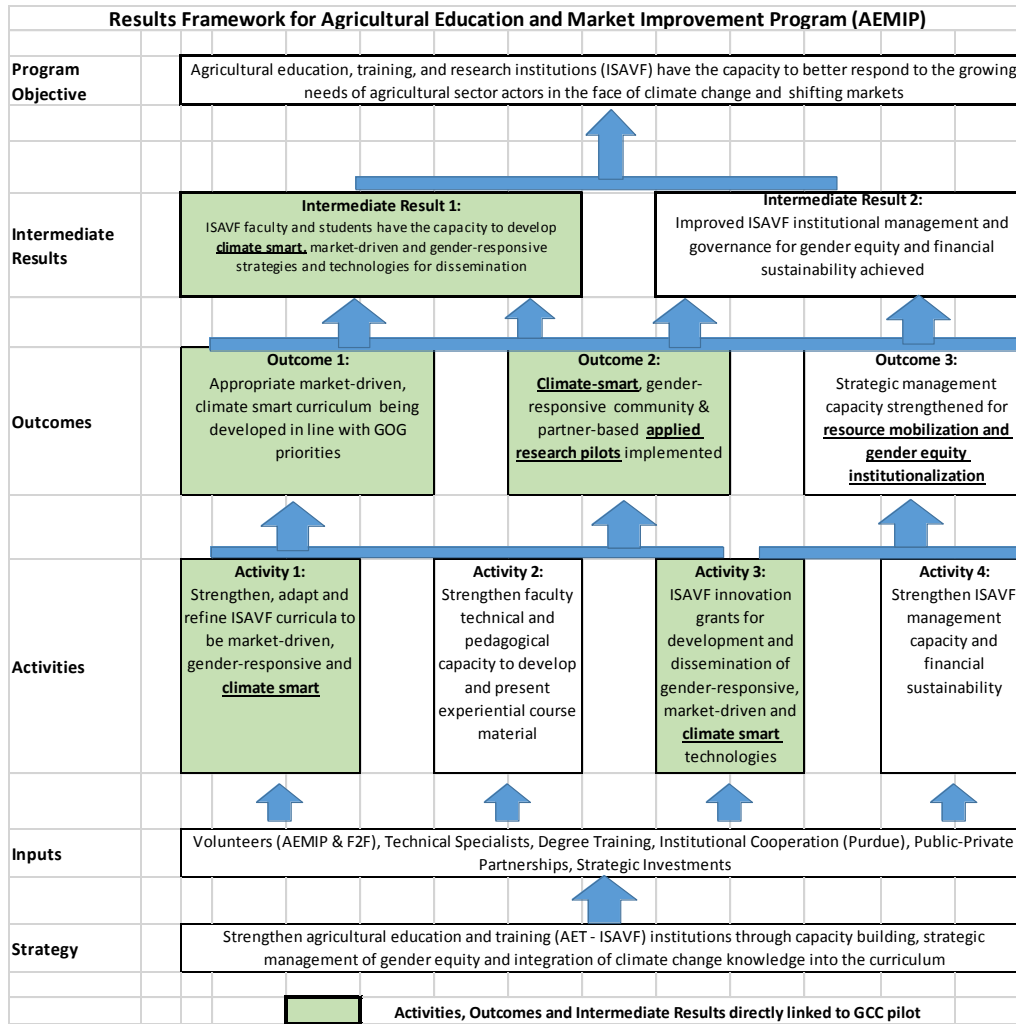 Results Framework for Agricultural Education and Market Improvement Program (AEMIP)
Program
Objective
Agricultural education, training, and research institutions (ISAVF) have the capacity to better respond to the growing
needs of agricultural sector actors in the face of climate change and shifting markets
Intermediate
Results
Intermediate Result 1:
ISAVF faculty and students have the capacity to develop
climate smart, market-driven and gender-responsive
strategies and technologies for dissemination
Intermediate Result 2:
Improved ISAVF institutional management and
governance for gender equity and financial
sustainability achieved
Outcomes
Outcome 1:
Appropriate market-driven,
climate smart curriculum being
developed in line with GOG
priorities
Outcome 2:
Climate-smart, gender-
responsive community &
partner-based applied
research pilots implemented
Outcome 3:
Strategic management
capacity strengthened for
resource mobilization and
gender equity
institutionalization
Activities
Activity 1:
Strengthen, adapt and
refine ISAVF curricula to
be market-driven,
gender-responsive and
climate smart
Activity 2:
Strengthen faculty
technical and
pedagogical
capacity to develop
and present
experiential course
material
Activity 3:
ISAVF innovation
grants for
development and
dissemination of
gender-responsive,
market-driven and
climate smart
technologies
Activity 4:
Strengthen ISAVF
management
capacity and
financial
sustainability
Inputs
Volunteers (AEMIP & F2F), Technical Specialists, Degree Training, Institutional Cooperation (Purdue), Public-Private
Partnerships, Strategic Investments
Strategy
Strengthen agricultural education and training (AET - ISAVF) institutions through capacity building, strategic
management of gender equity and integration of climate change knowledge into the curriculum
Activities, Outcomes and Intermediate Results directly linked to GCC pilot